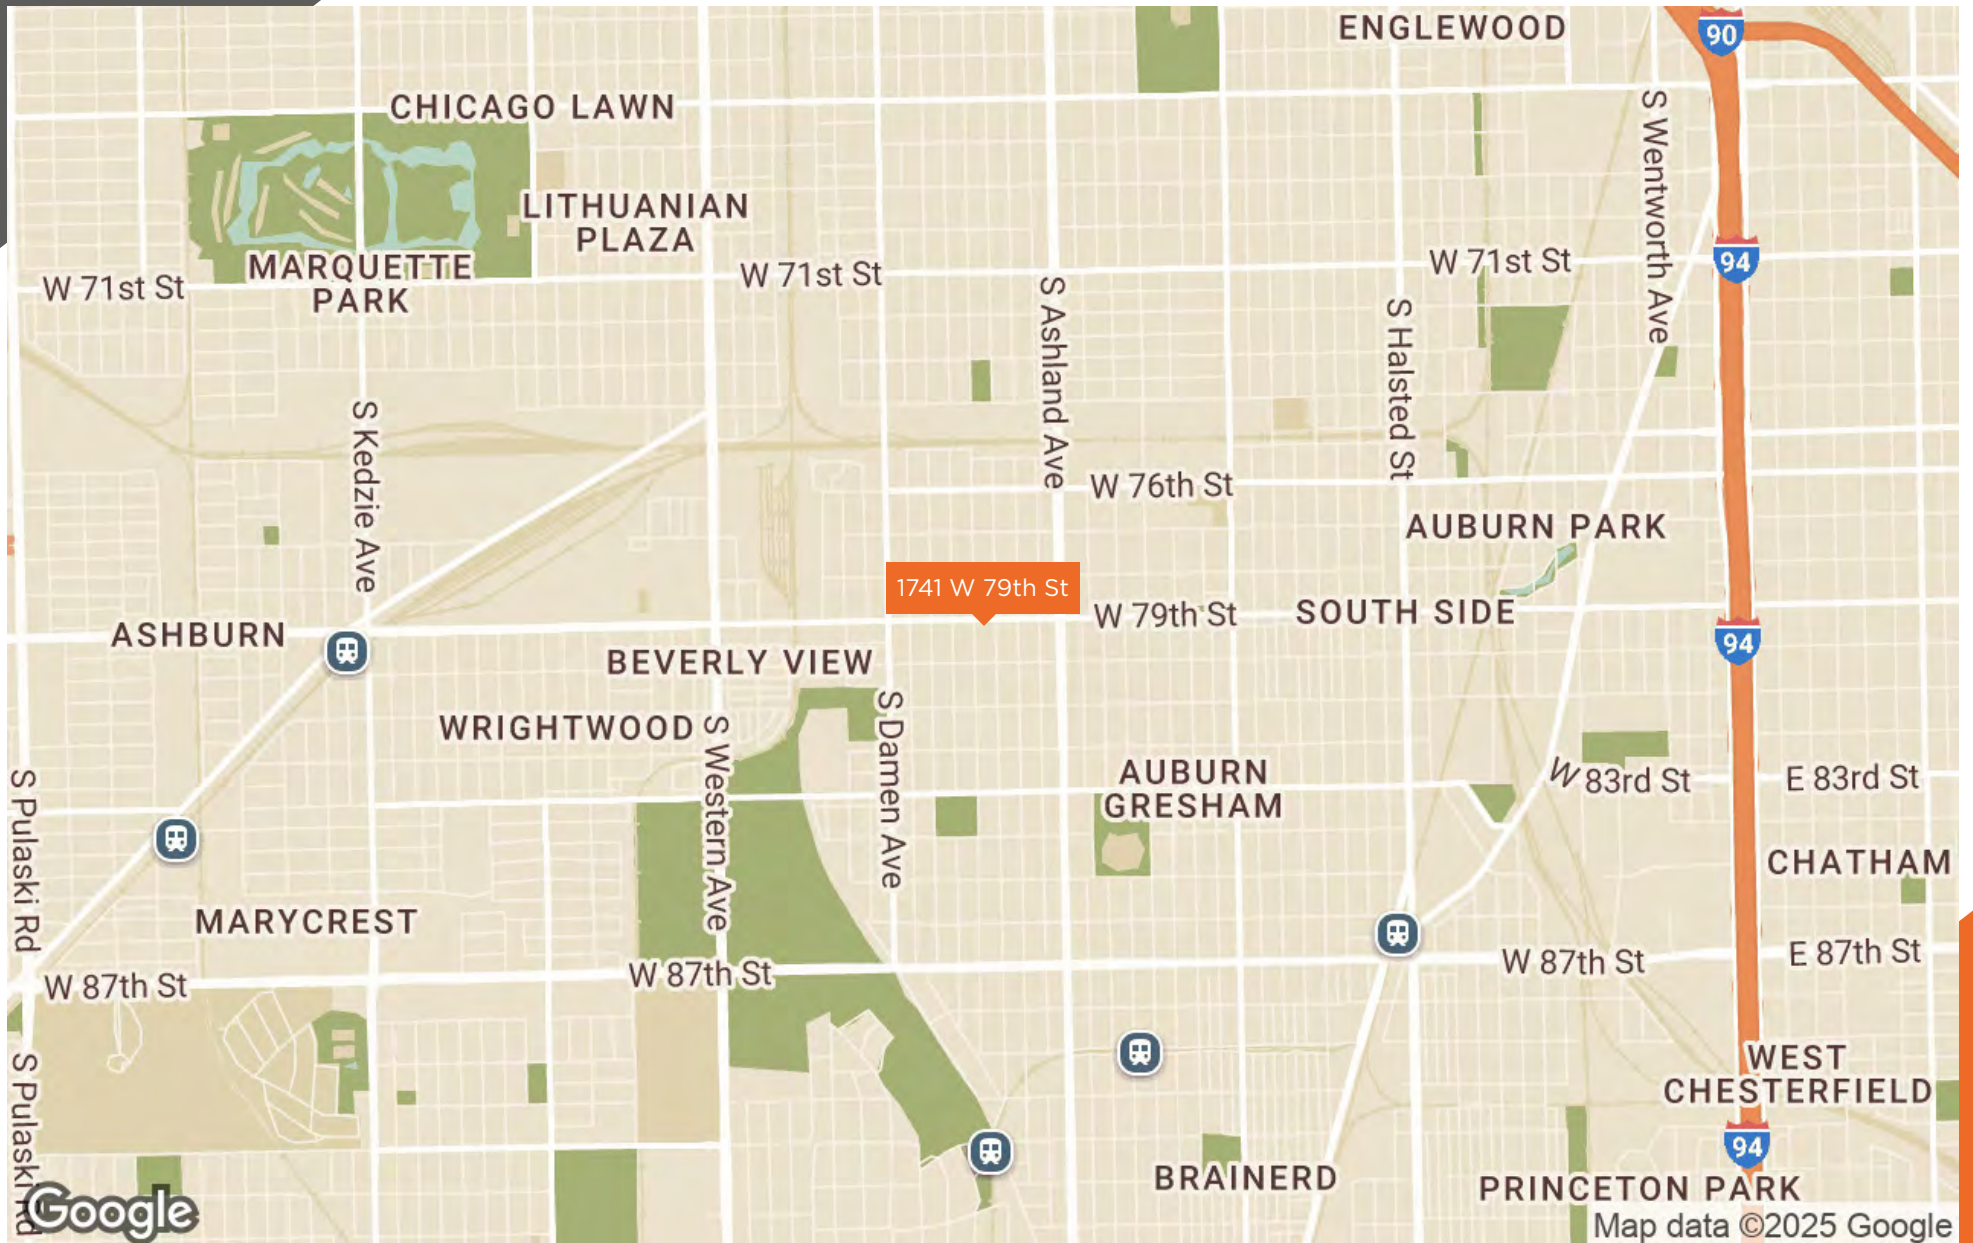 ENGLEWOOD
90
CHICAGO LAWN
S Wentworth Ave
LITHUANIAN
PLAZA
MARQUETTE
PARK
W 71st St
W 71st St
W 71st St
94
S Ashland Ave
S Halsted St
S Kedzie Ave
W 76th St
AUBURN PARK
1741 W 79th St
W 79th St
SOUTH SIDE
ASHBURN
94
BEVERLY VIEW
WRIGHTWOOD
S Western Ave
S Damen Ave
S Pulaski Rd
AUBURN
GRESHAM
W 83rd St
E 83rd St
CHATHAM
MARYCREST
W 87th St
W 87th St
W 87th St
E 87th St
S Pulaski Rd
WEST
CHESTERFIELD
94
BRAINERD
PRINCETON PARK
Google
Map data ©2025 Google